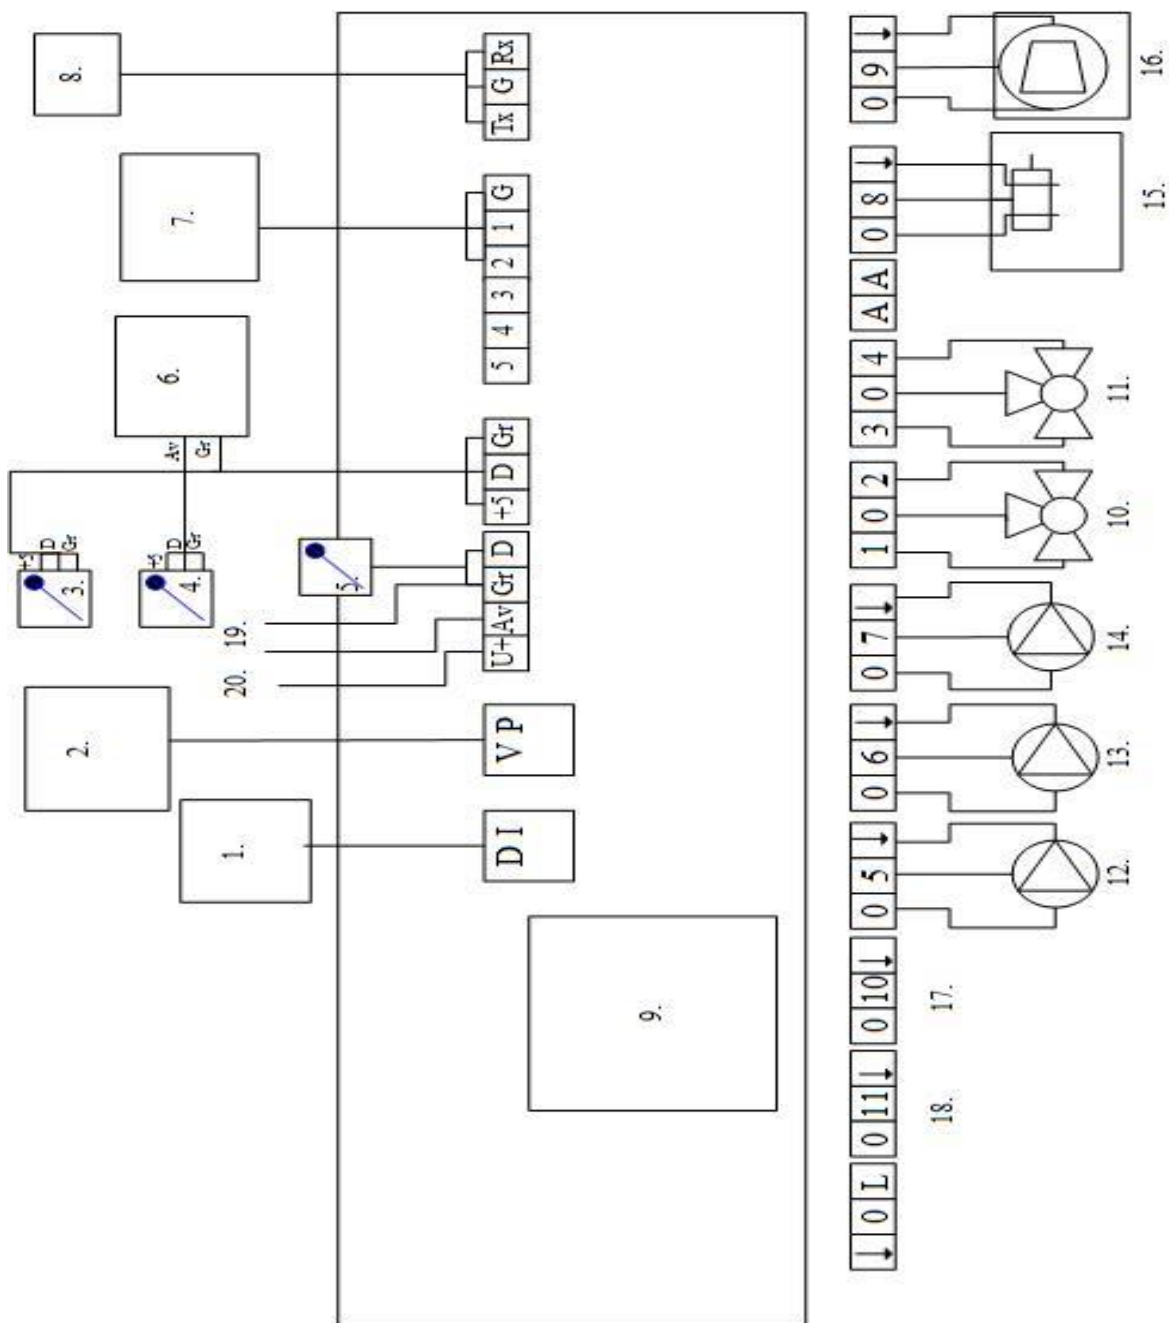 2.
3.
8.
+5 D Gr
+5 D Gr
4.
6.
7.
Av
Gr
1.
20.
19.
5.
D I
V P
U+ Av Gr D
+5 D Gr
5 4 3 2 1 G
Tx G Rx
9.
0 L
0 11
0 10
0 5
0 6
0 7
1 0 2
3 0 4
A A
0 8
0 9
18.
17.
12.
13.
14.
10.
11.
15.
16.